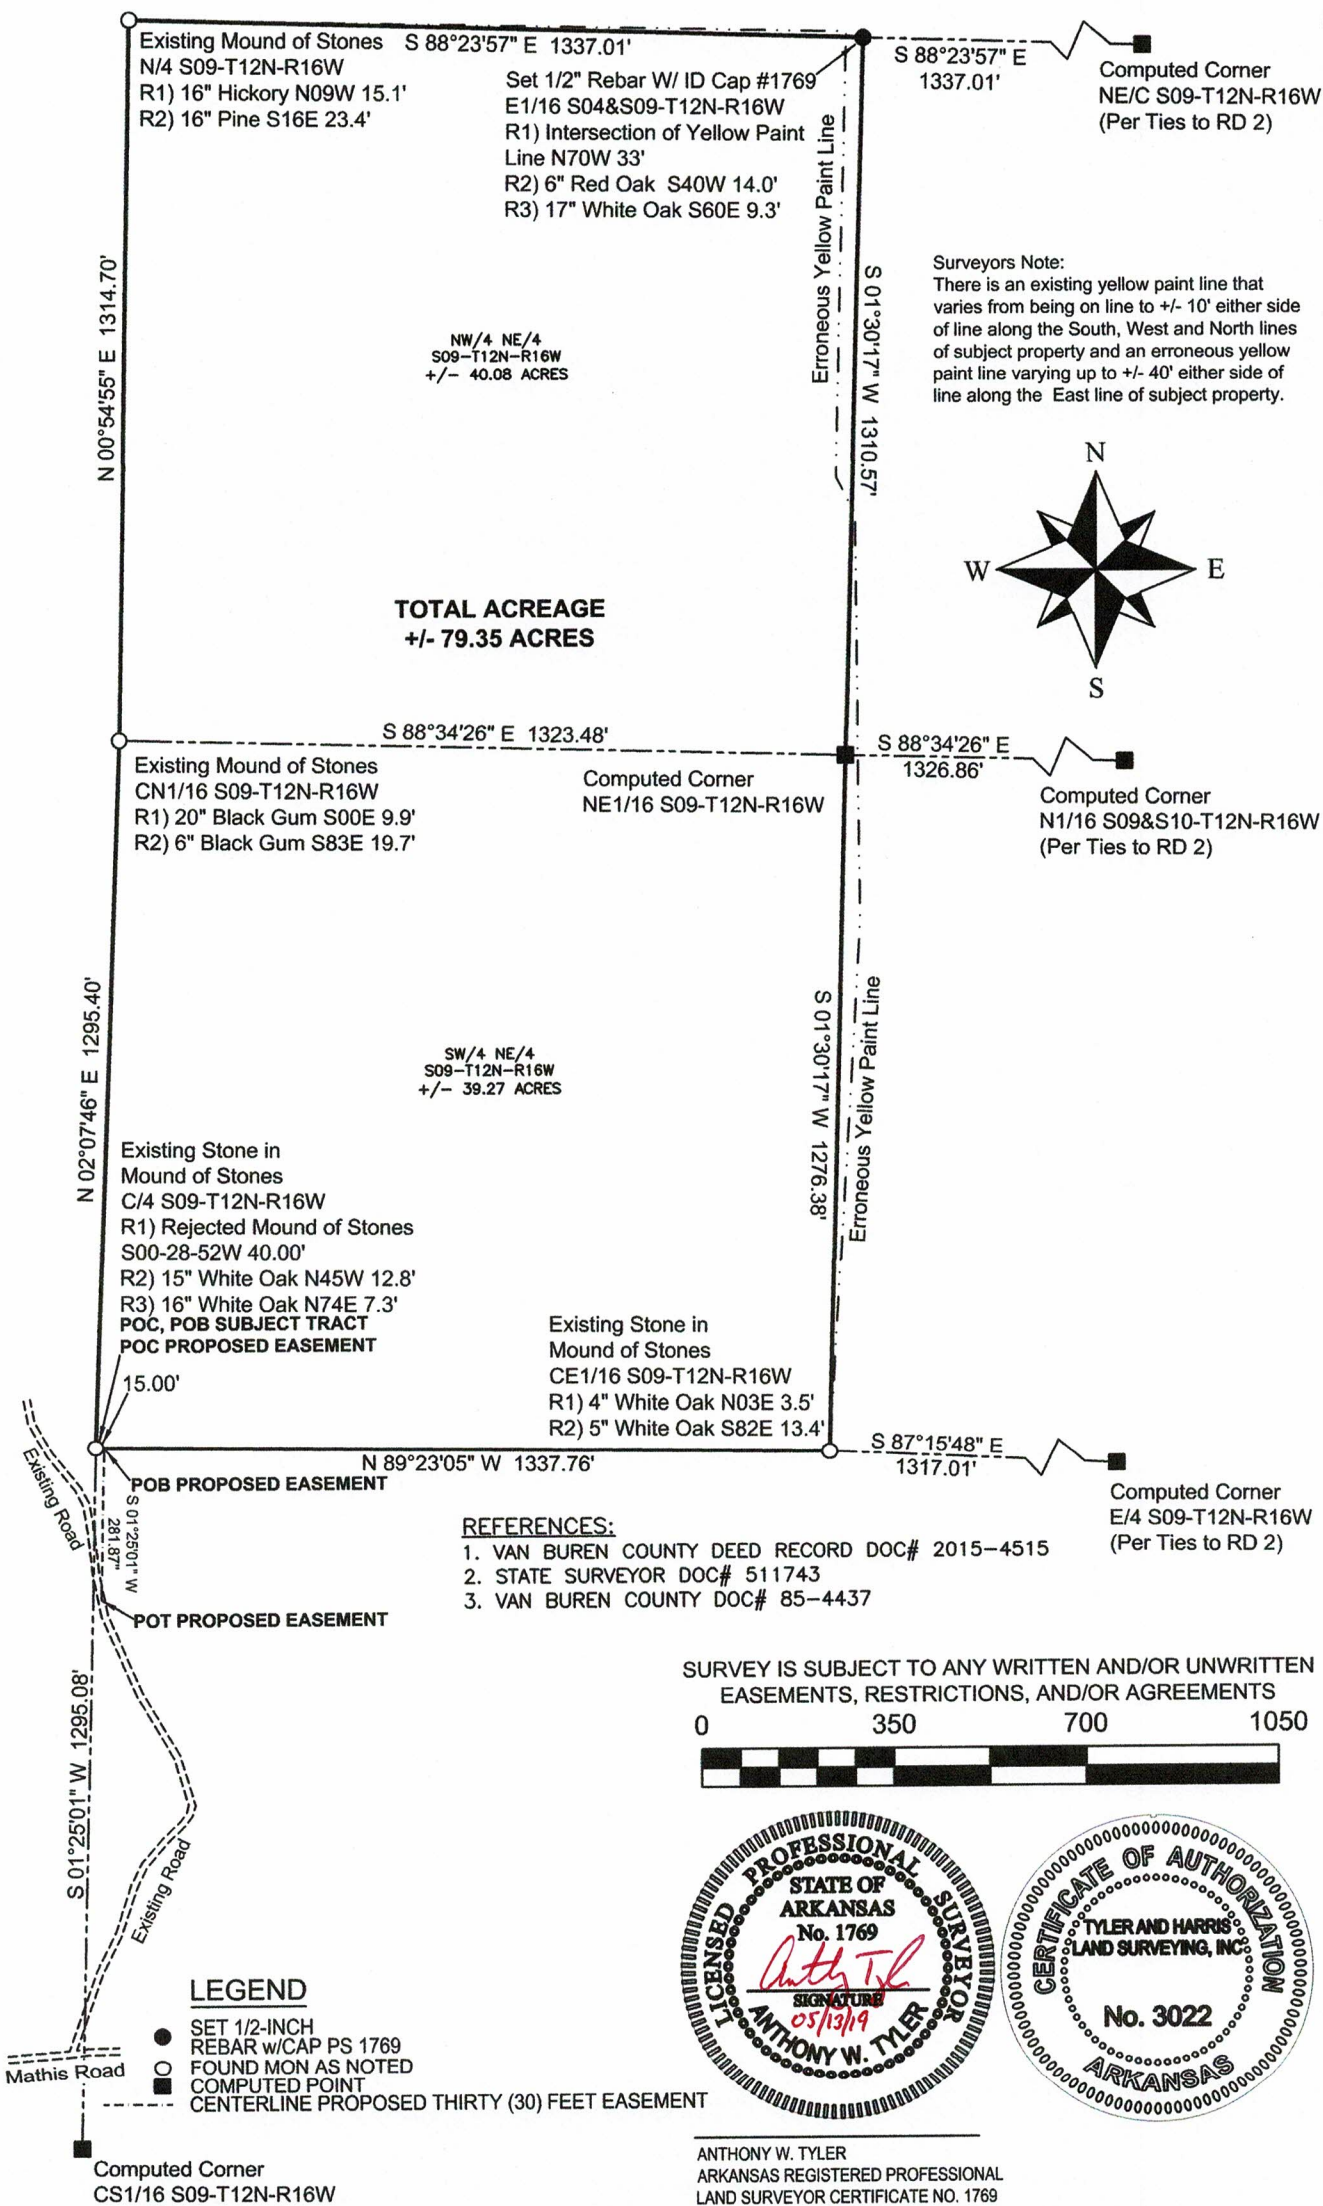 Existing Mound of Stones
N/4 S09-T12N-R16W
R1) 16" Hickory N09W 15.1'
R2) 16" Pine S16E 23.4'
S 88°23'57" E 1337.01'
Set 1/2" Rebar W/ ID Cap #1769
E1/16 S04&S09-T12N-R16W
R1) Intersection of Yellow Paint
Line N70W 33'
R2) 6" Red Oak S40W 14.0'
R3) 17" White Oak S60E 9.3'
S 88°23'57" E
1337.01'
Computed Corner
NE/C S09-T12N-R16W
(Per Ties to RD 2)
Erroneous Yellow Paint Line
N 00°54'55" E 1314.70'
S 01°30'17" W 1310.57'
Surveyors Note:
There is an existing yellow paint line that
varies from being on line to +/- 10' either side
of line along the South, West and North lines
of subject property and an erroneous yellow
paint line varying up to +/- 40' either side of
line along the East line of subject property.
NW/4 NE/4
S09-T12N-R16W
+/- 40.08 ACRES
N
W
E
S
TOTAL ACREAGE
+/- 79.35 ACRES
S 88°34'26" E 1323.48'
S 88°34'26" E
1326.86'
Existing Mound of Stones
CN1/16 S09-T12N-R16W
R1) 20" Black Gum S00E 9.9'
R2) 6" Black Gum S83E 19.7'
Computed Corner
NE1/16 S09-T12N-R16W
Computed Corner
N1/16 S09&S10-T12N-R16W
(Per Ties to RD 2)
N 02°07'46" E 1295.40'
S 01°30'17" W 1276.38'
Erroneous Yellow Paint Line
SW/4 NE/4
S09-T12N-R16W
+/- 39.27 ACRES
Existing Stone in
Mound of Stones
C/4 S09-T12N-R16W
R1) Rejected Mound of Stones
S00-28-52W 40.00'
R2) 15" White Oak N45W 12.8'
R3) 16" White Oak N74E 7.3'
POC, POB SUBJECT TRACT
POC PROPOSED EASEMENT
15.00'
Existing Stone in
Mound of Stones
CE1/16 S09-T12N-R16W
R1) 4" White Oak N03E 3.5'
R2) 5" White Oak S82E 13.4'
N 89°23'05" W 1337.76'
S 87°15'48" E
1317.01'
Computed Corner
E/4 S09-T12N-R16W
(Per Ties to RD 2)
Existing Road
POB PROPOSED EASEMENT
S 01°25'01" W
281.87"
POT PROPOSED EASEMENT
REFERENCES:
1. VAN BUREN COUNTY DEED RECORD DOC# 2015-4515
2. STATE SURVEYOR DOC# 511743
3. VAN BUREN COUNTY DOC# 85-4437
SURVEY IS SUBJECT TO ANY WRITTEN AND/OR UNWRITTEN
EASEMENTS, RESTRICTIONS, AND/OR AGREEMENTS
0 350 700 1050
S 01°25'01" W 1295.08'
Existing Road
Mathis Road
LEGEND
SET 1/2-INCH
REBAR w/CAP PS 1769
FOUND MON AS NOTED
COMPUTED POINT
CENTERLINE PROPOSED THIRTY (30) FEET EASEMENT
Computed Corner
CS1/16 S09-T12N-R16W
LICENSED PROFESSIONAL SURVEYOR
STATE OF
ARKANSAS
No. 1769
Anthy Tyler
SIGNATURE
05/13/19
ANTHONY W. TYLER
CERTIFICATE OF AUTHORIZATION
TYLER AND HARRIS
LAND SURVEYING, INC
No. 3022
ARKANSAS
ANTHONY W. TYLER
ARKANSAS REGISTERED PROFESSIONAL
LAND SURVEYOR CERTIFICATE NO. 1769